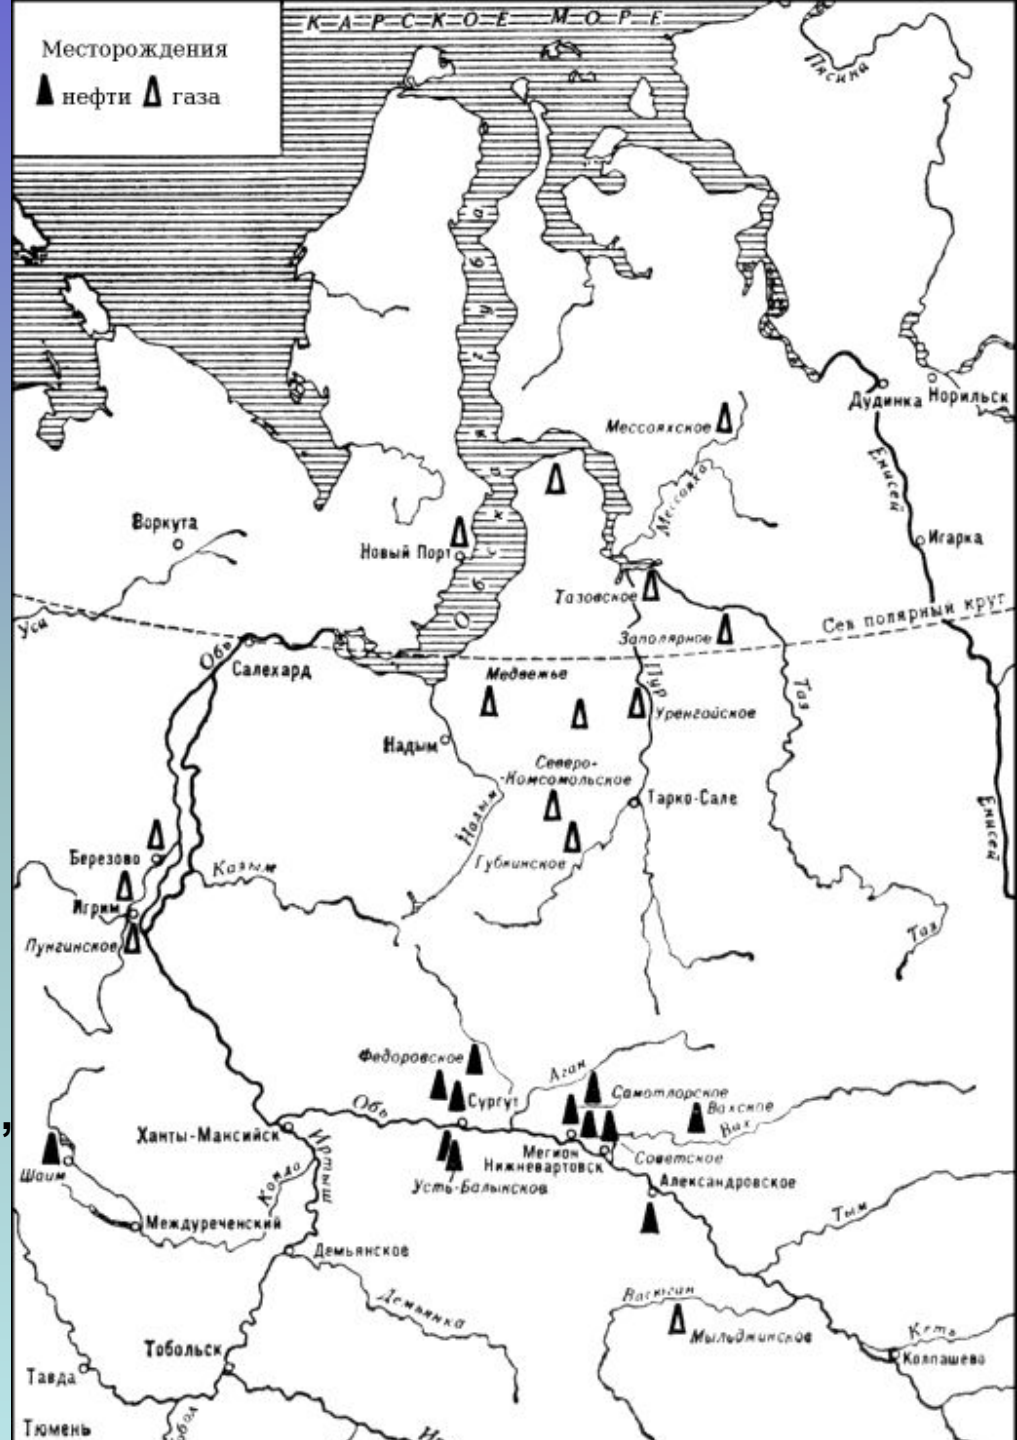 КАРСКОЕ МОРЕ
Месторождения
нефти газа
Пясина
Обская губа
Мессояхское
Дудинка
Норильск
Енисей
Мессояха
Воркута
Новый Порт
Игарка
Тазовское
Уса
Сев полярный круг
Заполярное
Обь
Салехард
Медвежье
Пур
Таз
Уренгойское
Надым
Северо-
-Комсомольское
Тарко-Сале
Надым
Енисей
Березово
Казым
Губкинское
Игрим
Пунгинское
Таз
Федоровское
Аган
Самотлорское
Сургут
Обь
Вахское
Вах
,
Ханты-Мансийск
Иртыш
Мегион
Нижневартовск
Советское
Шаим
Конда
Усть-Балыкское
Александровское
Междуреченский
Тым
Демьянское
Васюган
Демьянка
Мыльджинское
Кеть
Тобольск
Колпашево
Тавда
Тюмень